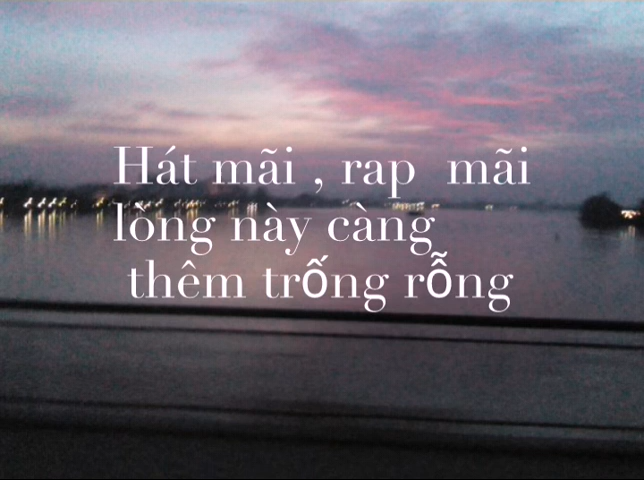 Hát mãi , rap mãi
lòng này càng
thêm trống rỗng